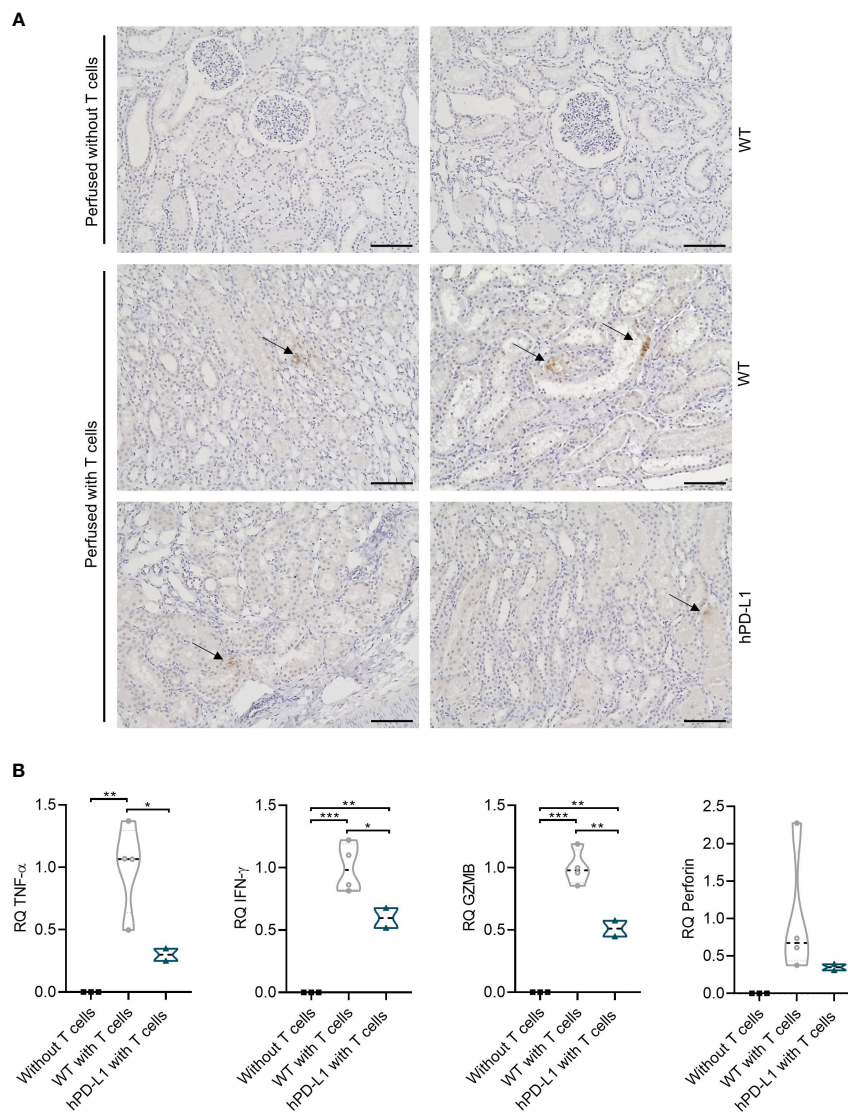 A
Perfused without T cells
WT
Perfused with T cells
WT
hPD-L1
B
RQ TNF-α
1.5
1.0
0.5
0.0
**
*
Without T cells
WT with T cells
hPD-L1 with T cells
RQ IFN-γ
1.5
1.0
0.5
0.0
**
***
*
Without T cells
WT with T cells
hPD-L1 with T cells
RQ GZMB
1.5
1.0
0.5
0.0
**
***
**
Without T cells
WT with T cells
hPD-L1 with T cells
RQ Perforin
2.5
2.0
1.5
1.0
0.5
0.0
Without T cells
WT with T cells
hPD-L1 with T cells